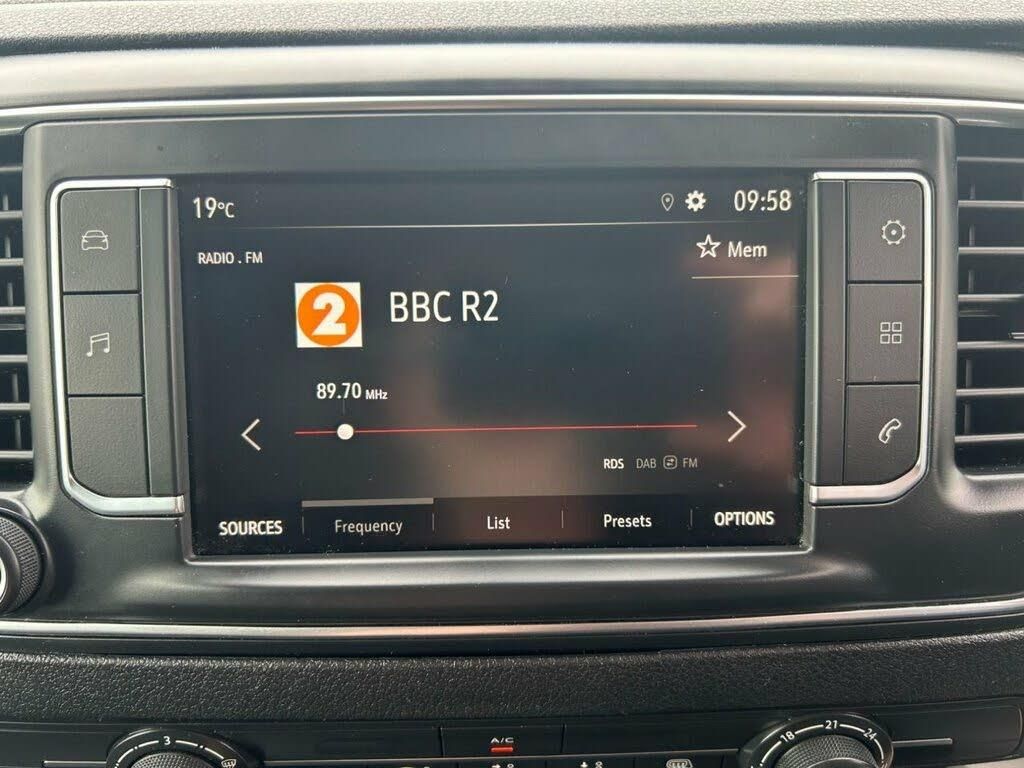 19°C
09:58
RADIO . FM
Mem
2
BBC R2
89.70 MHz
RDS DAB FM
SOURCES
Frequency
List
Presets
OPTIONS
A/C
3
18
21
24